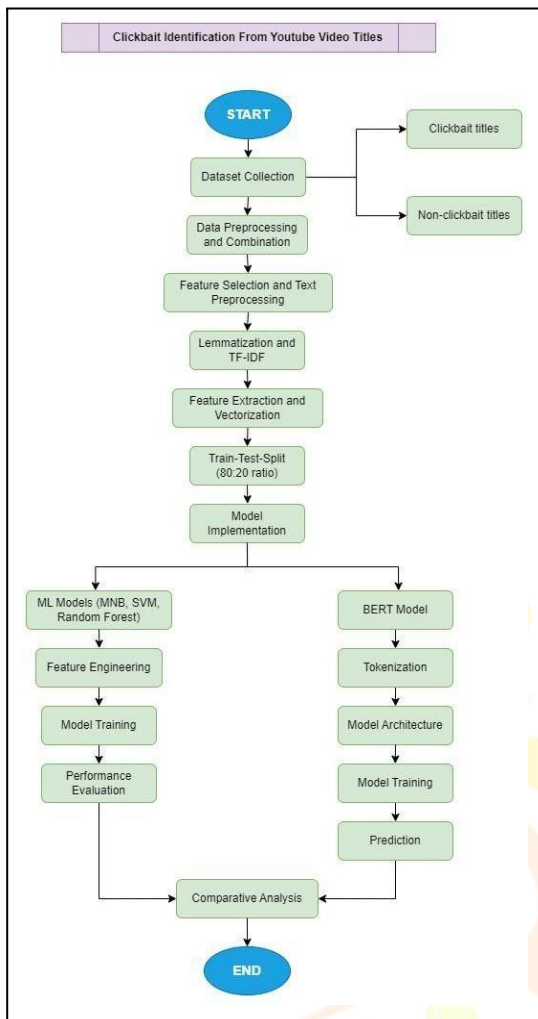 Clickbait Identification From Youtube Video Titles
START
Clickbait titles
Dataset Collection
Non-clickbait titles
Data Preprocessing
and Combination
Feature Selection and Text
Preprocessing
Lemmatization and
TF-IDF
Feature Extraction and
Vectorization
Train-Test-Split
(80:20 ratio)
Model
Implementation
ML Models (MNB, SVM,
Random Forest)
Feature Engineering
Model Training
Performance
Evaluation
BERT Model
Tokenization
Model Architecture
Model Training
Prediction
Comparative Analysis
END